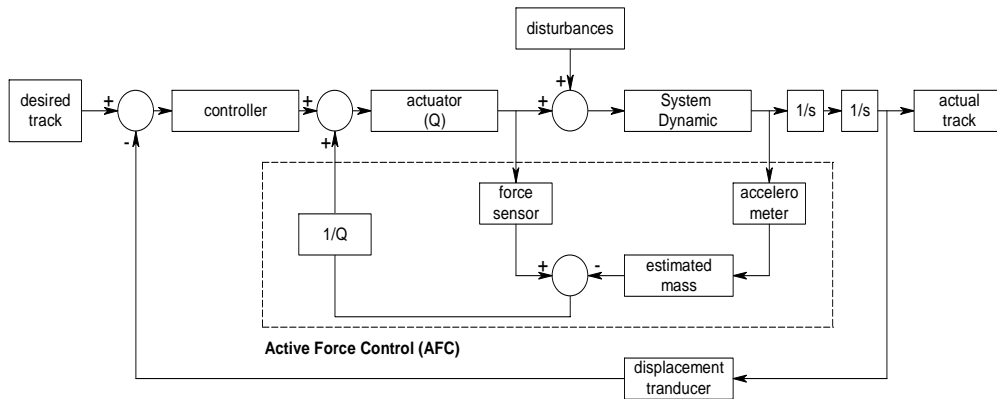 disturbances
desired
track
+
-
controller
+
+
actuator
(Q)
+
+
System
Dynamic
1/s
1/s
actual
track
force
sensor
accelero
meter
1/Q
+
-
estimated
mass
Active Force Control (AFC)
displacement
tranducer